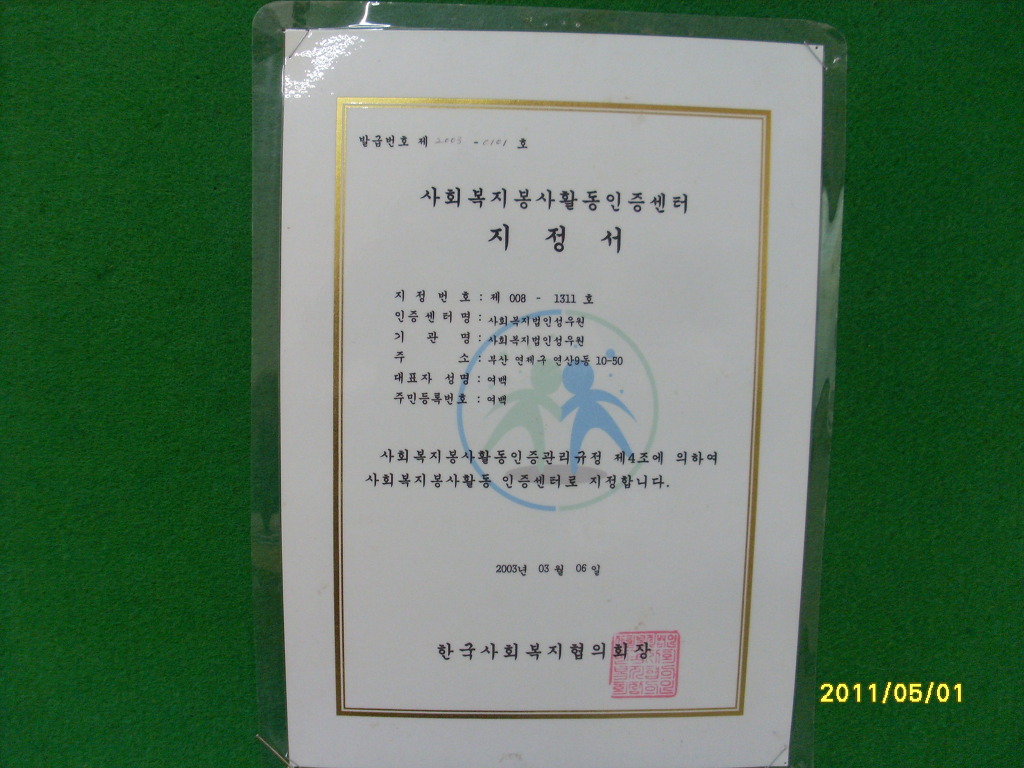 발급번호 제 2003 - 0101 호
사회복지봉사활동인증센터
지 정 서
지 정 번 호 : 제 008 - 1311 호
인증센터명 : 사회복지법인성우원
기 관 명 : 사회복지법인성우원
주 소 : 부산 연제구 연산9동 10-50
대표자 성명 : 여백
주민등록번호 : 여백
사회복지봉사활동인증관리규정 제4조에 의하여
사회복지봉사활동 인증센터로 지정합니다.
2003년 03월 06일
한국사회복지협의회장
2011/05/01